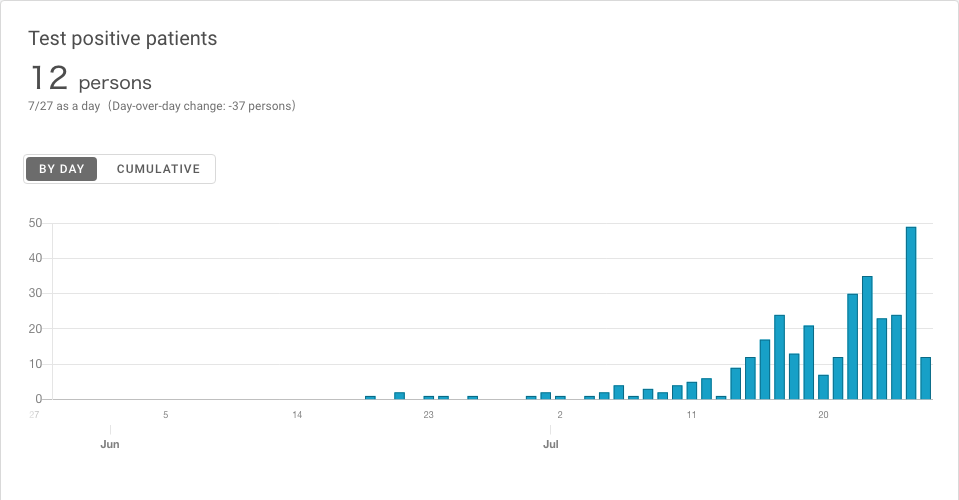 Test positive patients
12 persons
7/27 as a day（Day-over-day change: -37 persons）
BY DAY CUMULATIVE
50
40
30
20
10
0
27 5 14 23 2 11 20
Jun Jul